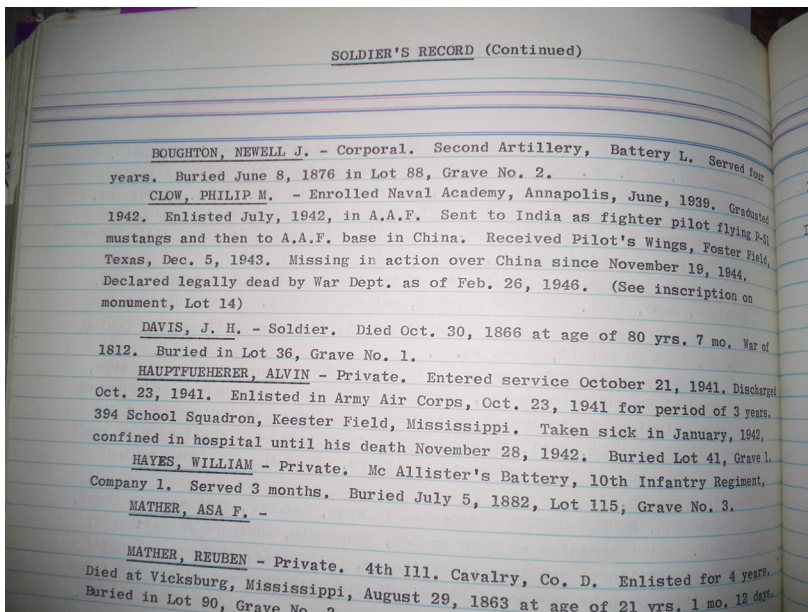 SOLDIER'S RECORD (Continued)
BOUGHTON, NEWELL J. - Corporal. Second Artillery, Battery L. Served four
years. Buried June 8, 1876 in Lot 88, Grave No. 2.
CLOW, PHILIP M. - Enrolled Naval Academy, Annapolis, June, 1939. Graduated
1942. Enlisted July, 1942, in A.A.F. Sent to India as fighter pilot flying P-51
mustangs and then to A.A.F. base in China. Received Pilot's Wings, Foster Field,
Texas, Dec. 5, 1943. Missing in action over China since November 19, 1944.
Declared legally dead by War Dept. as of Feb. 26, 1946. (See inscription on
monument, Lot 14)
DAVIS, J. H. - Soldier. Died Oct. 30, 1866 at age of 80 yrs. 7 mo. War of
1812. Buried in Lot 36, Grave No. 1.
HAUPTFUEHERER, ALVIN - Private. Entered service October 21, 1941. Discharged
Oct. 23, 1941. Enlisted in Army Air Corps, Oct. 23, 1941 for period of 3 years,
394 School Squadron, Keester Field, Mississippi. Taken sick in January, 1942,
confined in hospital until his death November 28, 1942. Buried Lot 41, Grave 1.
HAYES, WILLIAM - Private. Mc Allister's Battery, 10th Infantry Regiment,
Company 1. Served 3 months. Buried July 5, 1882, Lot 115, Grave No. 3.
MATHER, ASA F. -
MATHER, REUBEN - Private. 4th Ill. Cavalry, Co. D. Enlisted for 4 years.
Died at Vicksburg, Mississippi, August 29, 1863 at age of 21 yrs. 1 mo. 12 days.
Buried in Lot 90, Grave No.